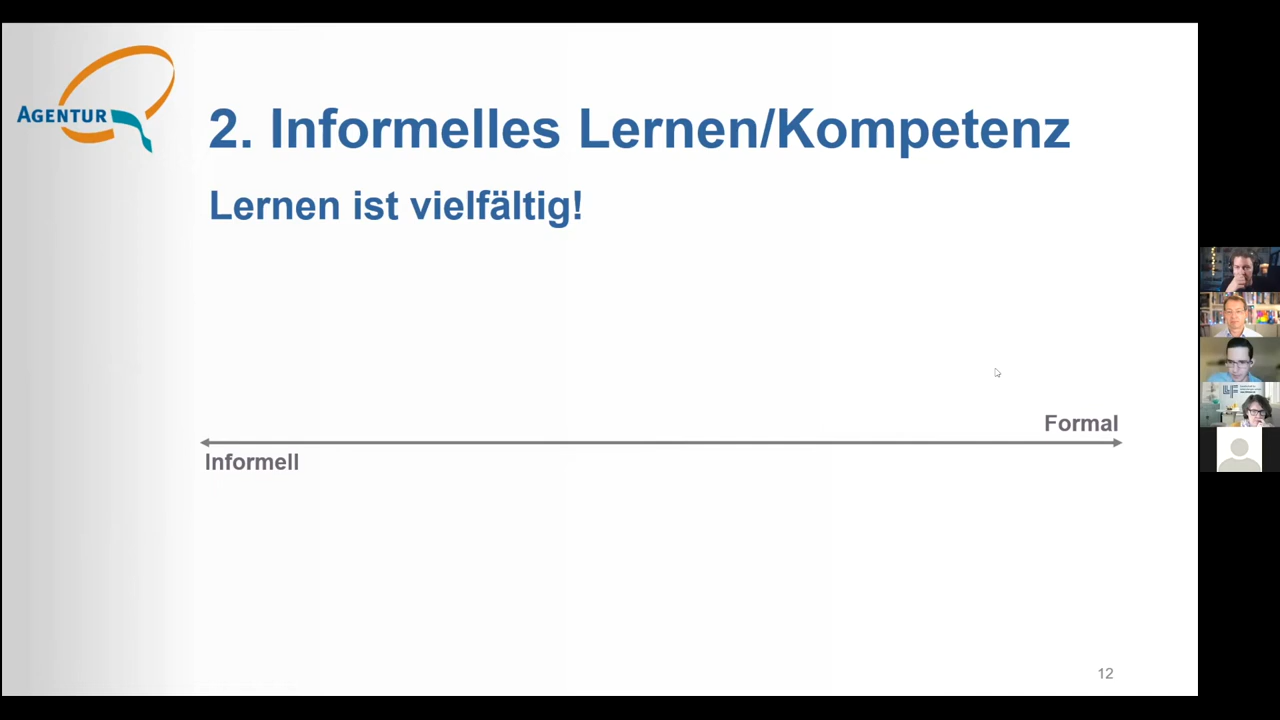 AGENTUR
2. Informelles Lernen/Kompetenz
Lernen ist vielfältig!
Formal
Informell
12